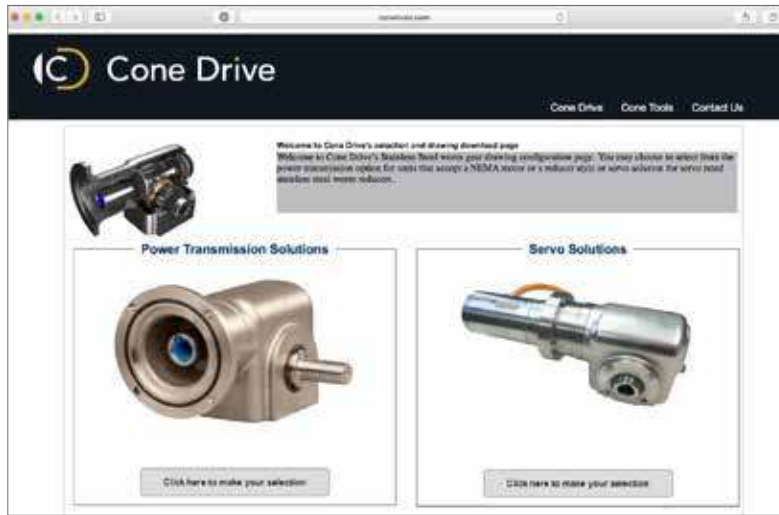 conedrive.com
Cone Drive
Cone Drive Cone Tools Contact Us
Welcome to Cone Drive's selection and drawing download page
Welcome to Cone Drive's Stainless Steel worm gear drawing configuration page. You may choose to select from the
power transmission option for units that accept a NEMA motor or a reducer style or servo solution for servo rated
stainless steel worm reducers.
Power Transmission Solutions
Servo Solutions
Click here to make your selection
Click here to make your selection